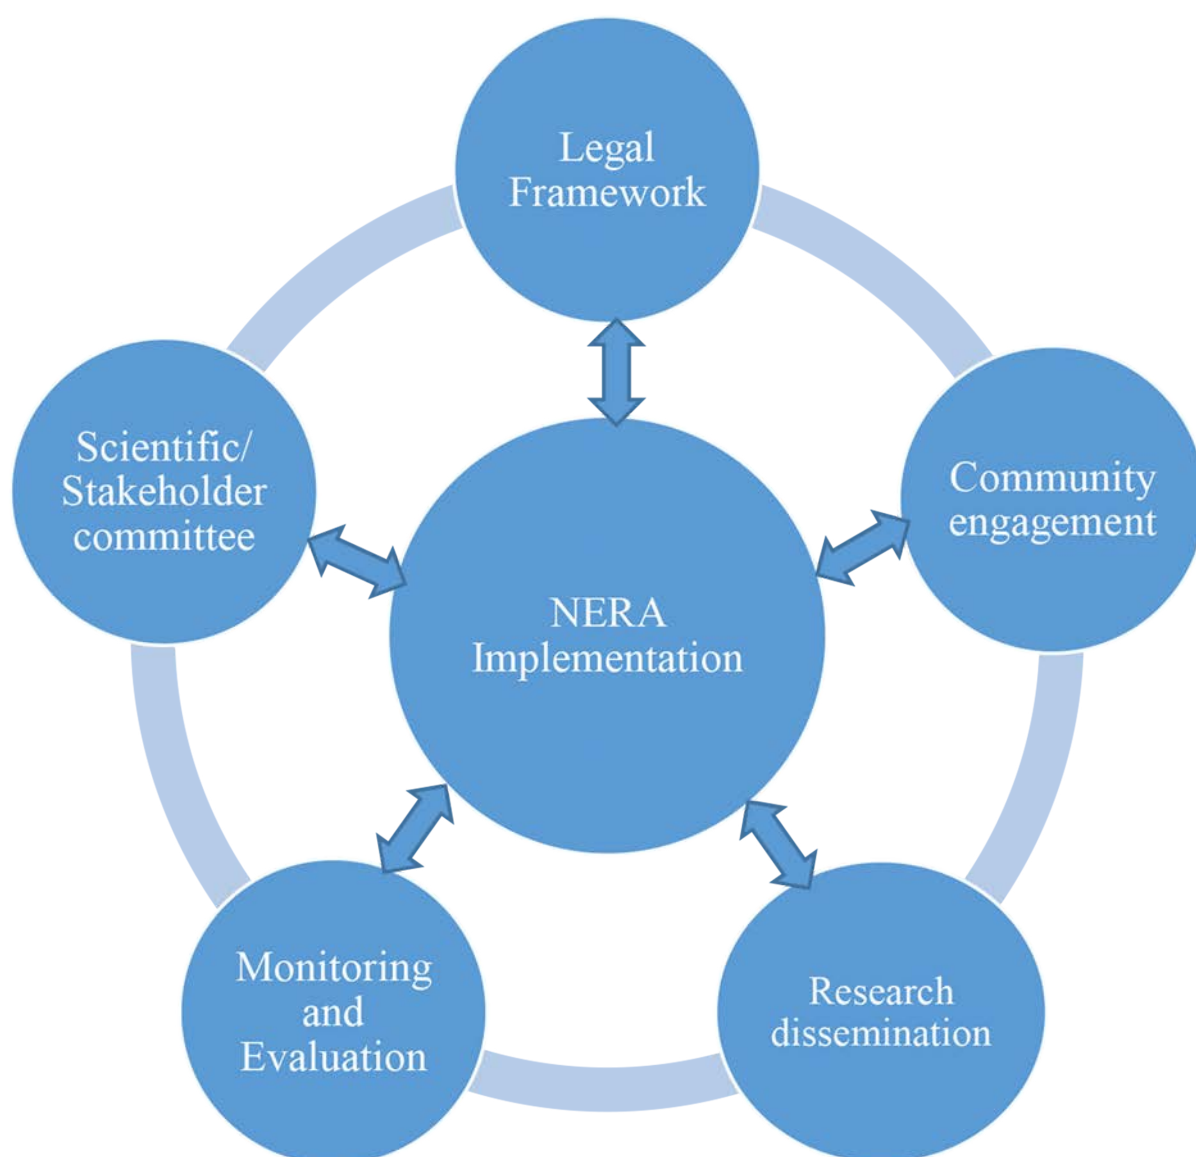 Legal
Framework
Community
engagement
Research
dissemination
Monitoring
and
Evaluation
Scientific/
Stakeholder
committee
NERA
Implementation